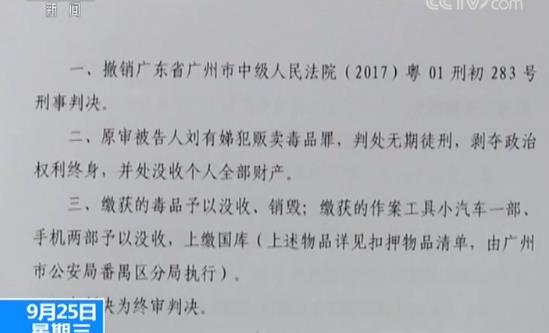 新闻
CCTV.com
一、撤销广东省广州市中级人民法院（2017）粤 01 刑初 283 号
刑事判决。
二、原审被告人刘有娣犯贩卖毒品罪，判处无期徒刑，剥夺政治
权利终身，并处没收个人全部财产。
三、缴获的毒品予以没收、销毁；缴获的作案工具小汽车一部、
手机两部予以没收，上缴国库（上述物品详见扣押物品清单，由广州
市公安局番禺区分局执行）。
决为终审判决。
9月25日
星期三